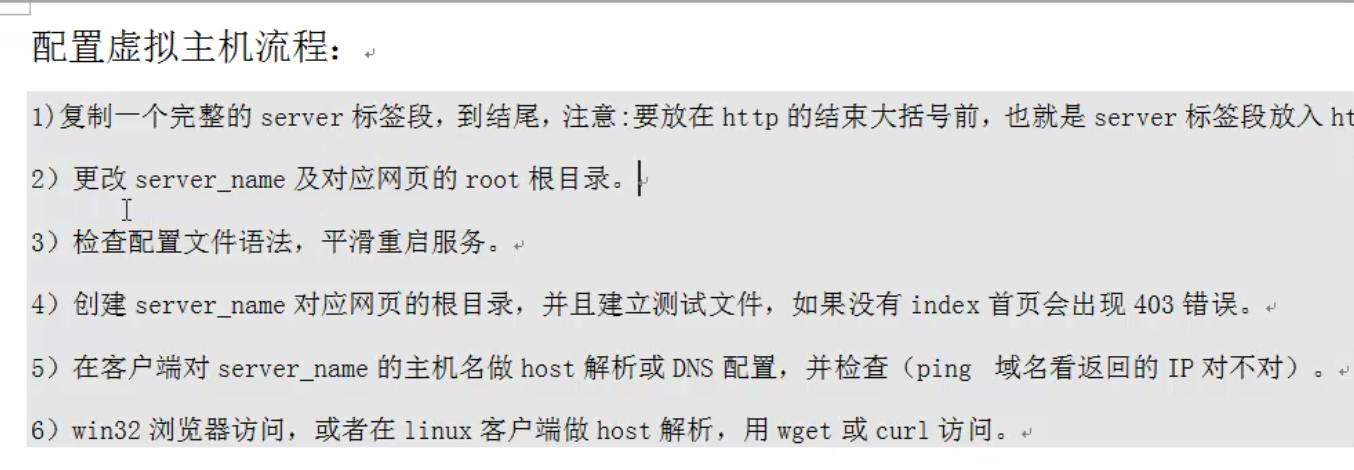 配置虚拟主机流程：
1)复制一个完整的 server 标签段，到结尾，注意:要放在 http 的结束大括号前，也就是 server 标签段放入 ht
2）更改 server_name 及对应网页的 root 根目录。
3）检查配置文件语法，平滑重启服务。
4）创建 server_name 对应网页的根目录，并且建立测试文件，如果没有 index 首页会出现 403 错误。
5）在客户端对 server_name 的主机名做 host 解析或 DNS 配置，并检查（ping 域名看返回的 IP 对不对）。
6）win32 浏览器访问，或者在 linux 客户端做 host 解析，用 wget 或 curl 访问。